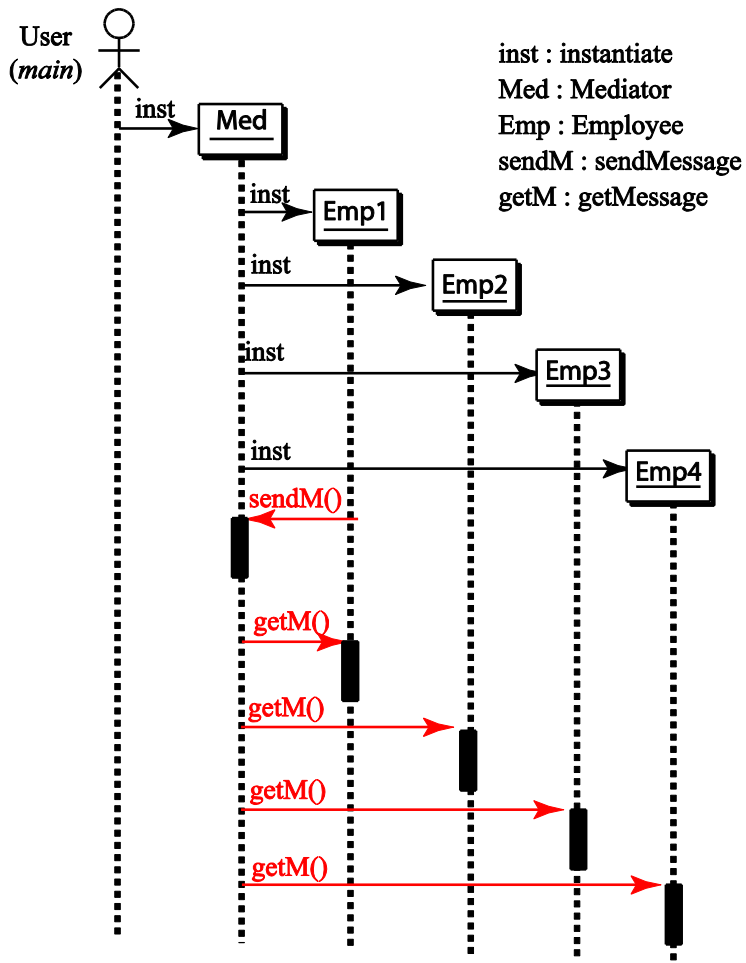 User
(main)
inst : instantiate
Med : Mediator
Emp : Employee
sendM : sendMessage
getM : getMessage
inst
Med
inst
Emp1
inst
Emp2
inst
Emp3
inst
Emp4
sendM()
getM()
getM()
getM()
getM()